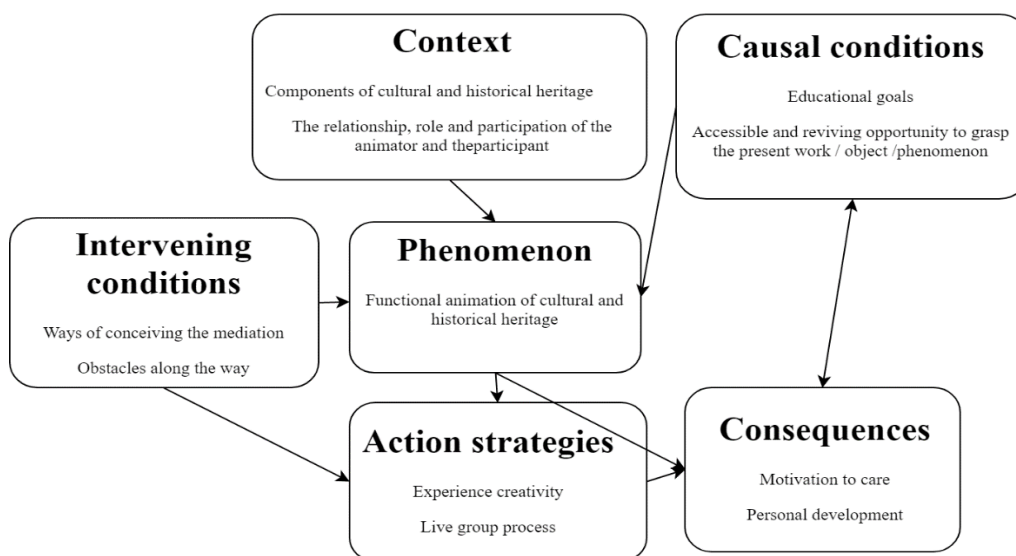 Context
Components of cultural and historical heritage
The relationship, role and participation of the
animator and theparticipant
Causal conditions
Educational goals
Accessible and reviving opportunity to grasp
the present work / object /phenomenon
Intervening
conditions
Ways of conceiving the mediation
Obstacles along the way
Phenomenon
Functional animation of cultural and
historical heritage
Action strategies
Experience creativity
Live group process
Consequences
Motivation to care
Personal development